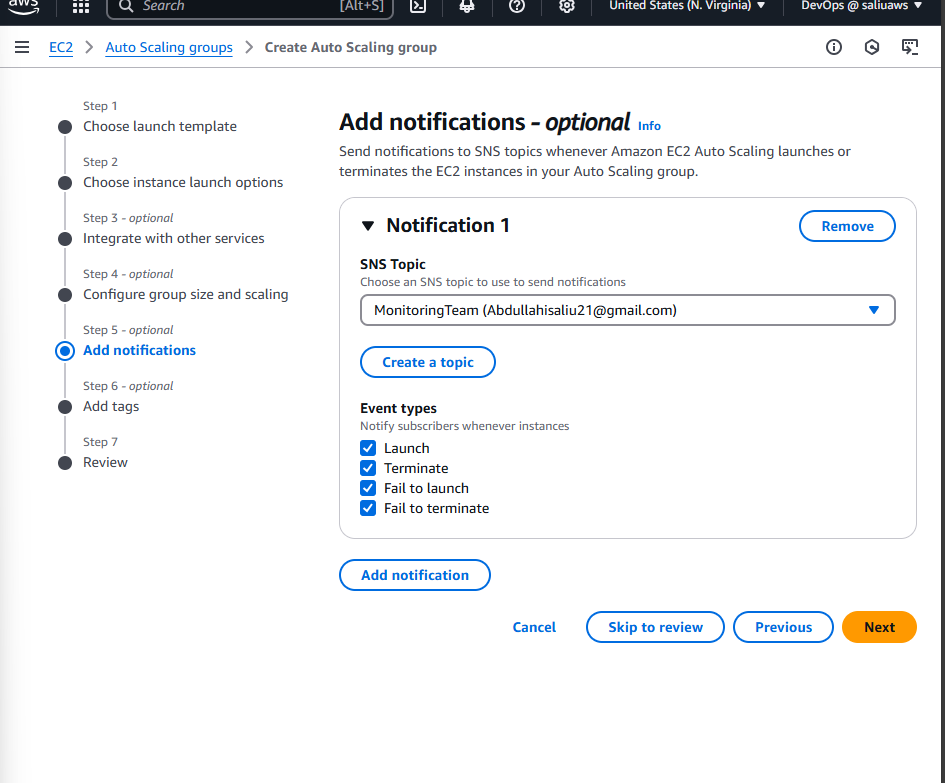 aws
Search [Alt+S] United States (N. Virginia) DevOps @ saliuaws
EC2 Auto Scaling groups Create Auto Scaling group
Step 1
Choose launch template
Step 2
Choose instance launch options
Step 3 - optional
Integrate with other services
Step 4 - optional
Configure group size and scaling
Step 5 - optional
Add notifications
Step 6 - optional
Add tags
Step 7
Review
Add notifications - optional Info
Send notifications to SNS topics whenever Amazon EC2 Auto Scaling launches or
terminates the EC2 instances in your Auto Scaling group.
Notification 1 Remove
SNS Topic
Choose an SNS topic to use to send notifications
MonitoringTeam (Abdullahisaliu21@gmail.com)
Create a topic
Event types
Notify subscribers whenever instances
Launch
Terminate
Fail to launch
Fail to terminate
Add notification
Cancel Skip to review Previous Next